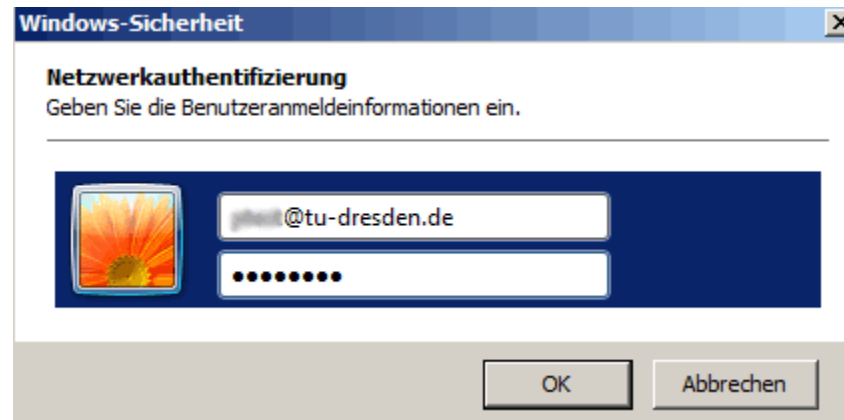 Windows-Sicherheit
Netzwerkauthentifizierung
Geben Sie die Benutzeranmeldeinformationen ein.
@tu-dresden.de
••••••••
OK
Abbrechen